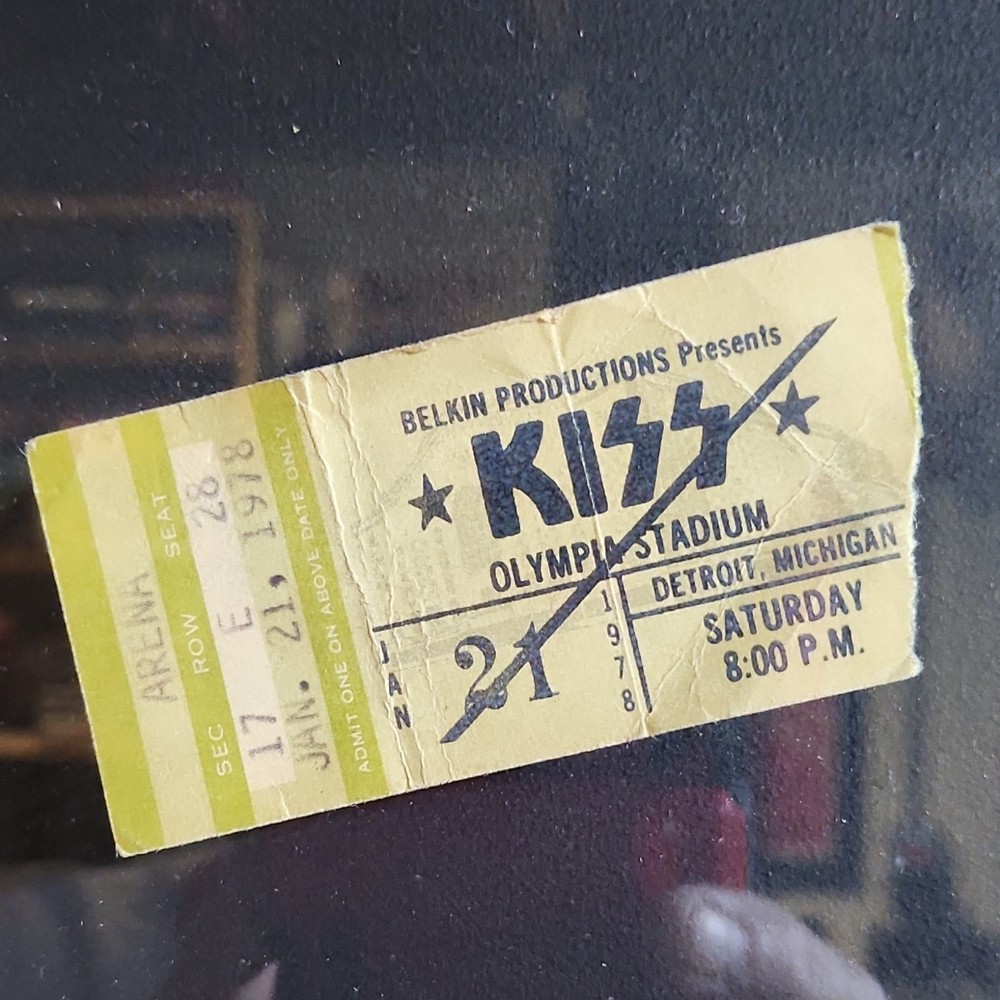 ARENA
SEC ROW SEAT
17 E 28
JAN. 21, 1978
ADMIT ONE ON ABOVE DATE ONLY
BELKIN PRODUCTIONS Presents
KISS
OLYMPIA STADIUM
DETROIT, MICHIGAN
JAN 21 1978
SATURDAY
8:00 P.M.